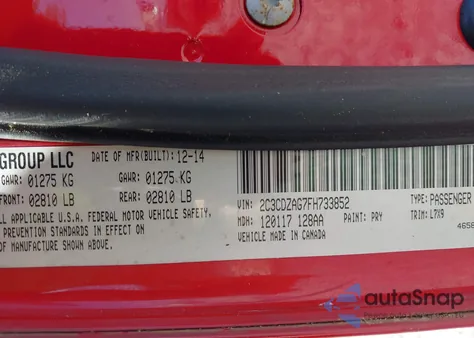 GROUP LLC DATE OF MFR(BUILT): 12-14
GAWR: 01275 KG GAWR: 01275 KG
FRONT: 02810 LB REAR: 02810 LB
LL APPLICABLE U.S.A. FEDERAL MOTOR VEHICLE SAFETY,
PREVENTION STANDARDS IN EFFECT ON
OF MANUFACTURE SHOWN ABOVE.
VIN: 2C3CDZAG7FH733852 TYPE: PASSENGER
MDH: 120117 128AA PAINT: PRY TRIM: L7X9
VEHICLE MADE IN CANADA 4656
autoSnap